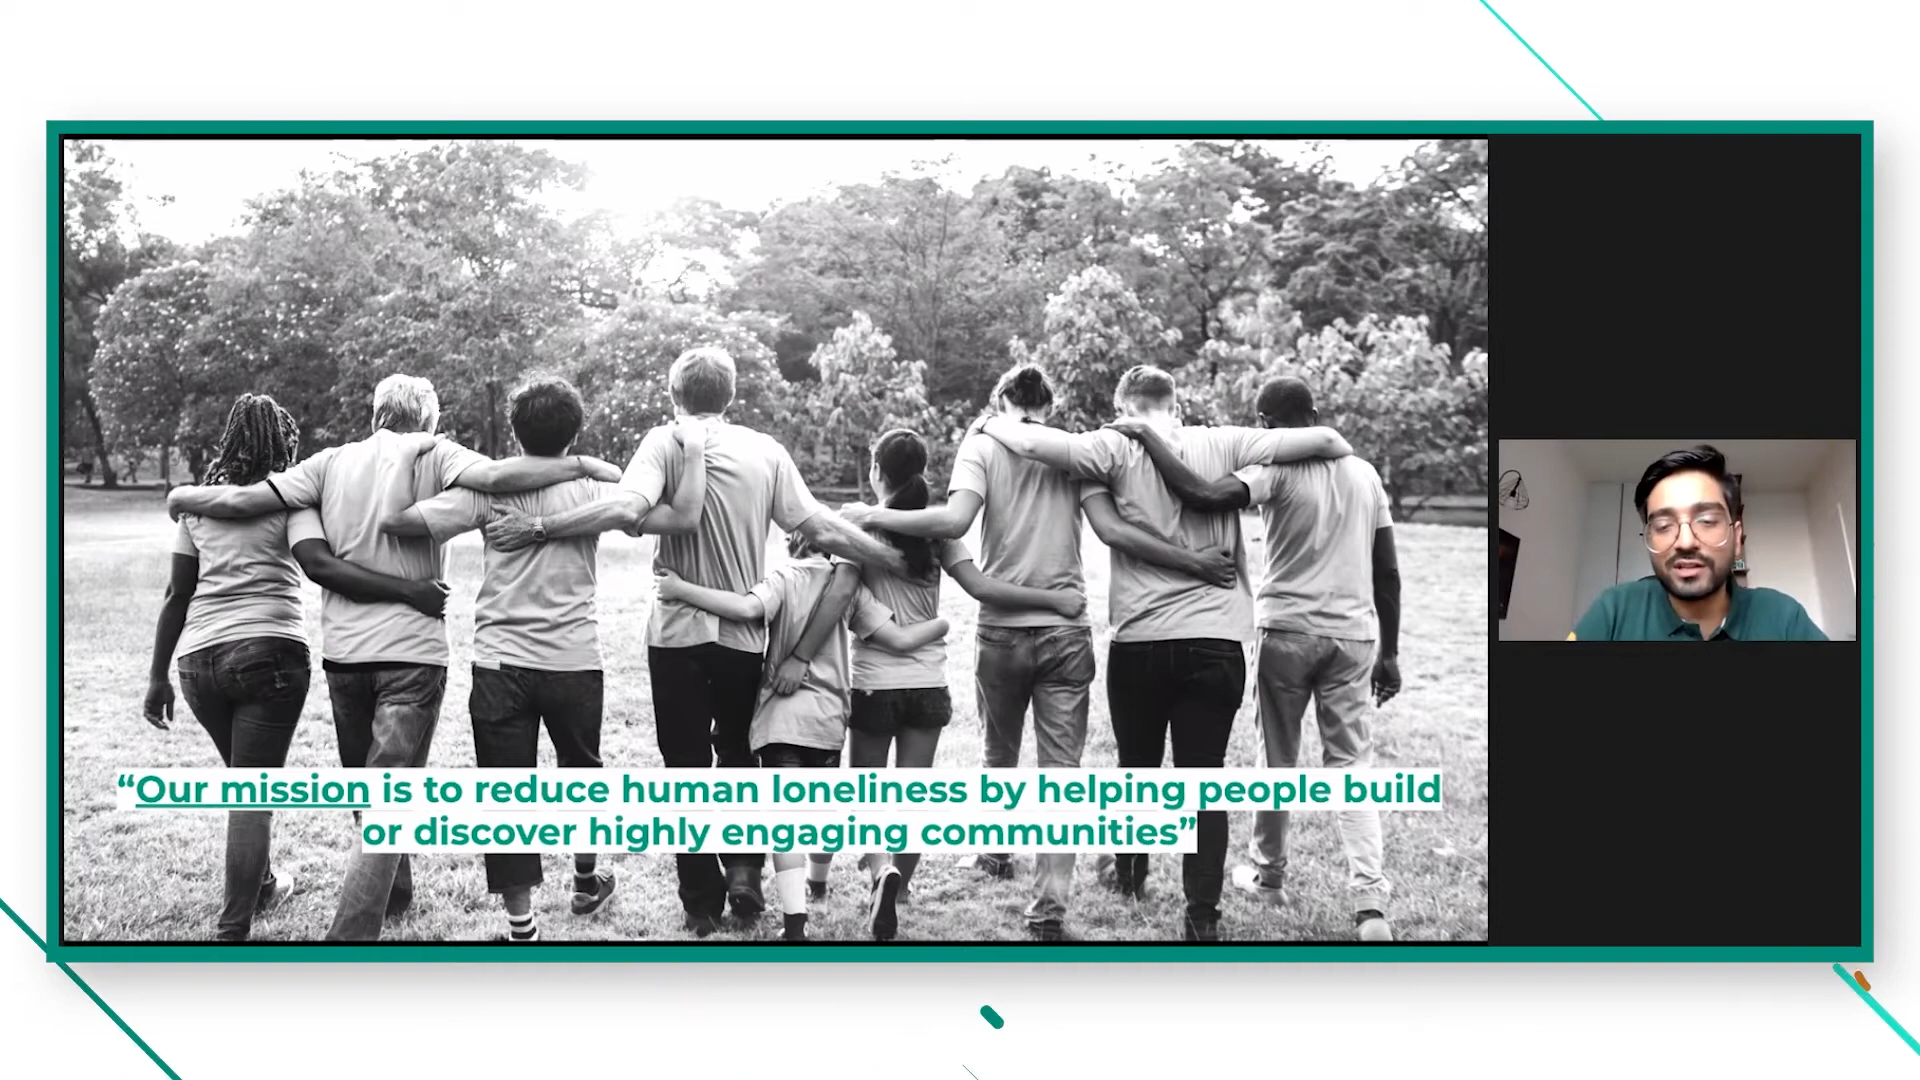 “Our mission is to reduce human loneliness by helping people build
or discover highly engaging communities”